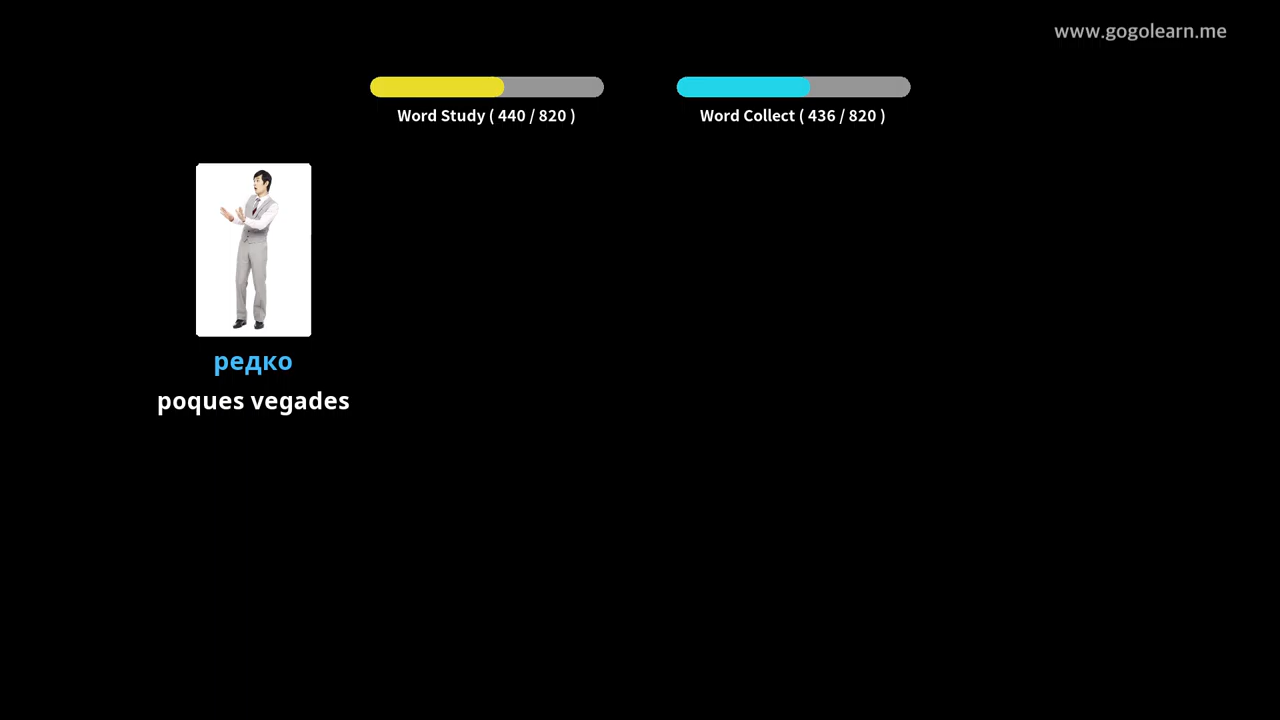 www.gogolearn.me
Word Study ( 440 / 820 )
Word Collect ( 436 / 820 )
редко
poques vegades